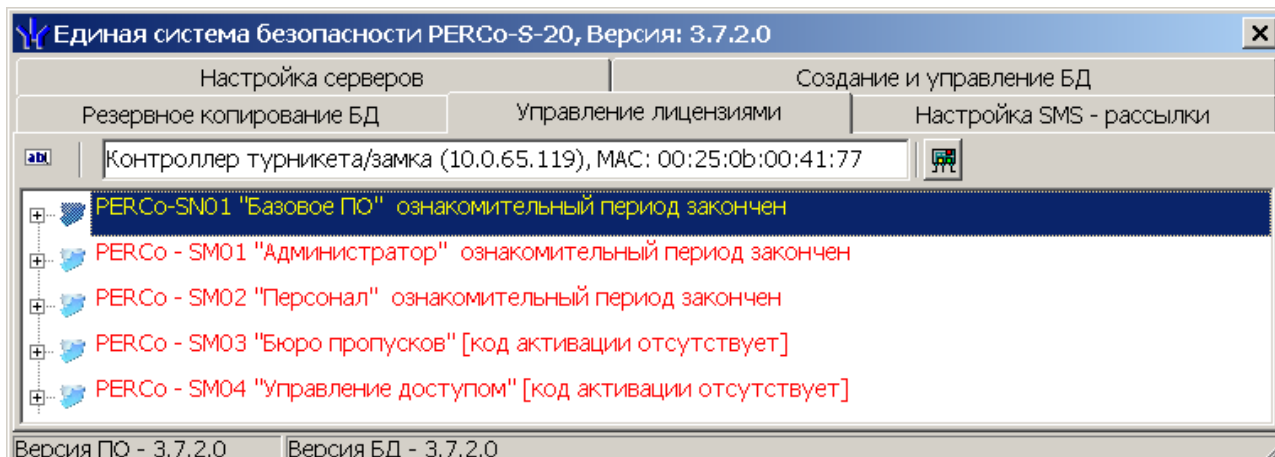 Единая система безопасности PERCo-S-20, Версия: 3.7.2.0
Настройка серверов
Создание и управление БД
Резервное копирование БД
Управление лицензиями
Настройка SMS - рассылки
ab
Контроллер турникета/замка (10.0.65.119), MAC: 00:25:0b:00:41:77
PERCo-SN01 "Базовое ПО" ознакомительный период закончен
PERCo - SM01 "Администратор" ознакомительный период закончен
PERCo - SM02 "Персонал" ознакомительный период закончен
PERCo - SM03 "Бюро пропусков" [код активации отсутствует]
PERCo - SM04 "Управление доступом" [код активации отсутствует]
Версия ПО - 3.7.2.0
Версия БД - 3.7.2.0